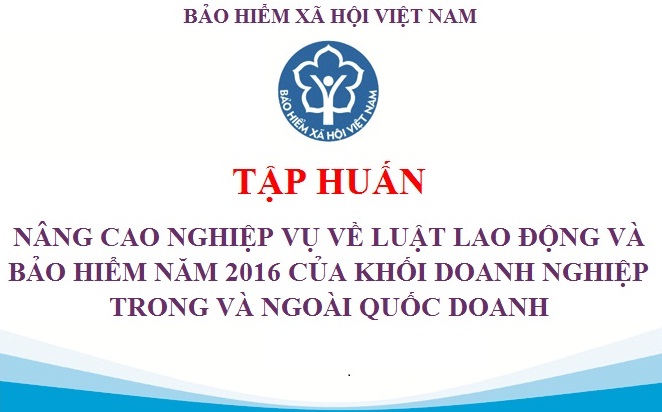 BẢO HIỂM XÃ HỘI VIỆT NAM
BẢO HIỂM XÃ HỘI VIỆT NAM
TẬP HUẤN
NÂNG CAO NGHIỆP VỤ VỀ LUẬT LAO ĐỘNG VÀ
BẢO HIỂM NĂM 2016 CỦA KHỐI DOANH NGHIỆP
TRONG VÀ NGOÀI QUỐC DOANH
.